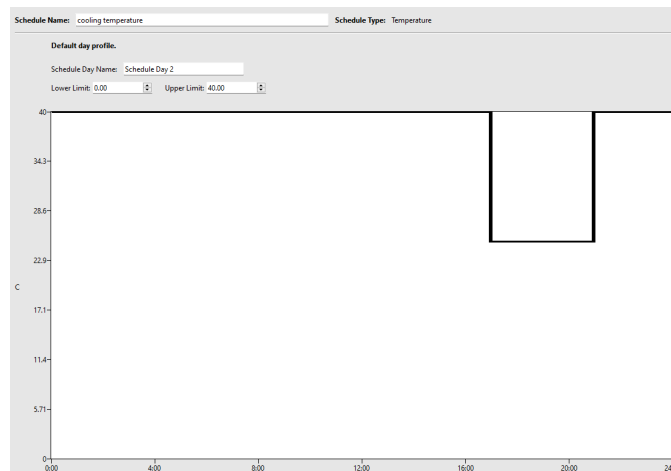 Schedule Name: cooling temperature Schedule Type: Temperature
Default day profile.
Schedule Day Name: Schedule Day 2
Lower Limit: 0.00 Upper Limit: 40.00
40
34.3
28.6
22.9
C
17.1
11.4
5.71
0
0:00 4:00 8:00 12:00 16:00 20:00